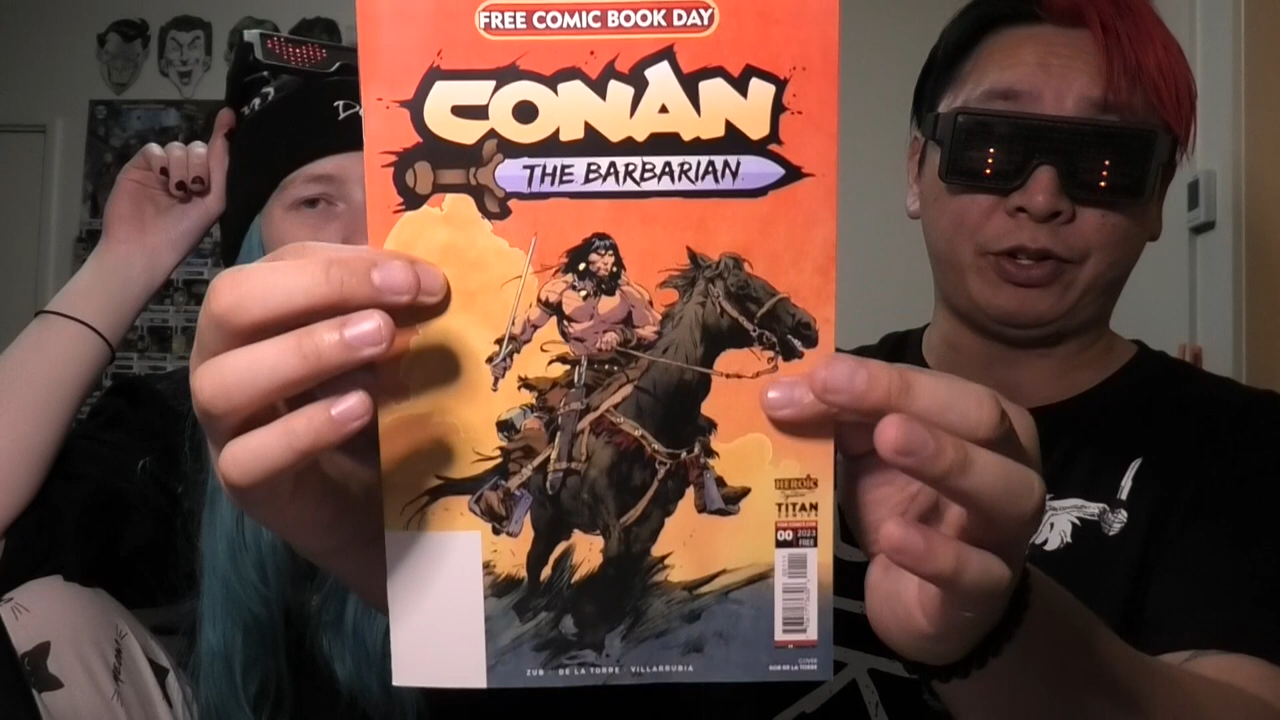 FREE COMIC BOOK DAY
CONAN
THE BARBARIAN
HEROIC
TITAN
COMICS
00
2023
FREE
ZUB · DE LA TORRE · VILLARRUBIA
COVER
ROB DE LA TORRE